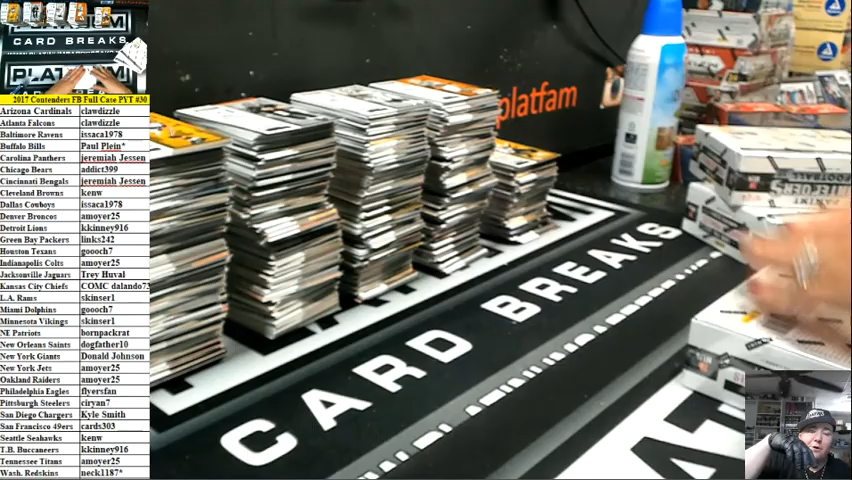 PLATINUM
CARD BREAKS
PLATINUM
2017 Contenders FB Full Case PYT #30
Arizona Cardinals clawdizzle
Atlanta Falcons clawdizzle
Baltimore Ravens issaca1978
Buffalo Bills Paul Plein*
Carolina Panthers jeremiah Jessen
Chicago Bears addict399
Cincinnati Bengals jeremiah Jessen
Cleveland Browns kenw
Dallas Cowboys issaca1978
Denver Broncos amoyer25
Detroit Lions kkinney916
Green Bay Packers links242
Houston Texans goooch7
Indianapolis Colts amoyer25
Jacksonville Jaguars Trey Huval
Kansas City Chiefs COMC dalando73
L.A. Rams skinser1
Miami Dolphins goooch7
Minnesota Vikings skinser1
NE Patriots bornpackrat
New Orleans Saints dogfather10
New York Giants Donald Johnson
New York Jets amoyer25
Oakland Raiders amoyer25
Philadelphia Eagles flyersfan
Pittsburgh Steelers ciryan7
San Diego Chargers Kyle Smith
San Francisco 49ers cards303
Seattle Seahawks kenw
T.B. Buccaneers kkinney916
Tennessee Titans amoyer25
Wash. Redskins neck1187*
platfam
CARD BREAKS